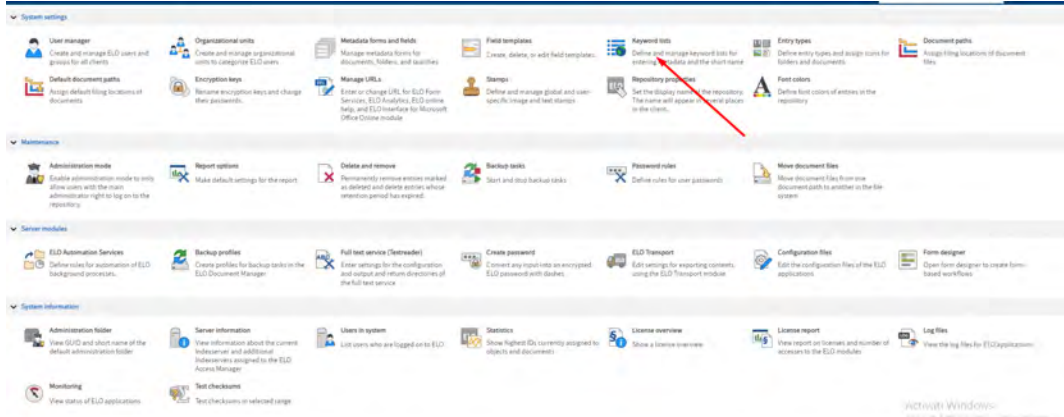 System settings
User manager
Create and manage ELO users and
groups for all clients
Organizational units
Create and manage organizational
units to categorize ELO users
Metadata forms and fields
Manage metadata forms for
documents, folders, and searches
Field templates
Create, delete, or edit field templates.
Keyword lists
Define and manage keyword lists for
entering metadata and the short name
Entry types
Define entry types and assign icons for
folders and documents
Document paths
Assign filing locations of document
files
Default document paths
Assign default filing locations of
documents
Encryption keys
Rename encryption keys and change
their passwords.
Manage URLs
Enter or change URL for ELO Form
Services, ELO Analytics, ELO online
help, and ELO Interface for Microsoft
Office Online module
Stamps
Define and manage global and user-
specific image and text stamps
Repository properties
Set the display name of the repository.
The name will appear in several places
in the client.
Font colors
Define font colors of entries in the
repository
Maintenance
Administration mode
Enable administration mode to only
allow users with the main
administrator right to log on to the
repository.
Report options
Make default settings for the report
Delete and remove
Permanently remove entries marked
as deleted and delete entries whose
retention period has expired.
Backup tasks
Start and stop backup tasks
Password rules
Define rules for user passwords
Move document files
Move document files from one
document path to another in the file
system
Server modules
ELO Automation Services
Define rules for automation of ELO
background processes.
Backup profiles
Create profiles for backup tasks in the
ELO Document Manager
Full text service (Textreader)
Enter settings for the configuration
and output and return directories of
the full text service
Create password
Convert any input into an encrypted
ELO password with dashes.
ELO Transport
Edit settings for exporting contents,
using the ELO Transport module
Configuration files
Edit the configuration files of the ELO
applications
Form designer
Open form designer to create form-
based workflows
System information
Administration folder
View GUID and short name of the
default administration folder
Server information
View information about the current
Indexserver and additional
Indexservers assigned to the ELO
Access Manager
Users in system
List users who are logged on to ELO
Statistics
Show highest IDs currently assigned to
objects and documents
License overview
Show a license overview
License report
View report on licenses and number of
accesses to the ELO modules
Log files
View the log files for ELO applications
Monitoring
View status of ELO applications
Test checksums
Test checksums in selected range
Activate Windows